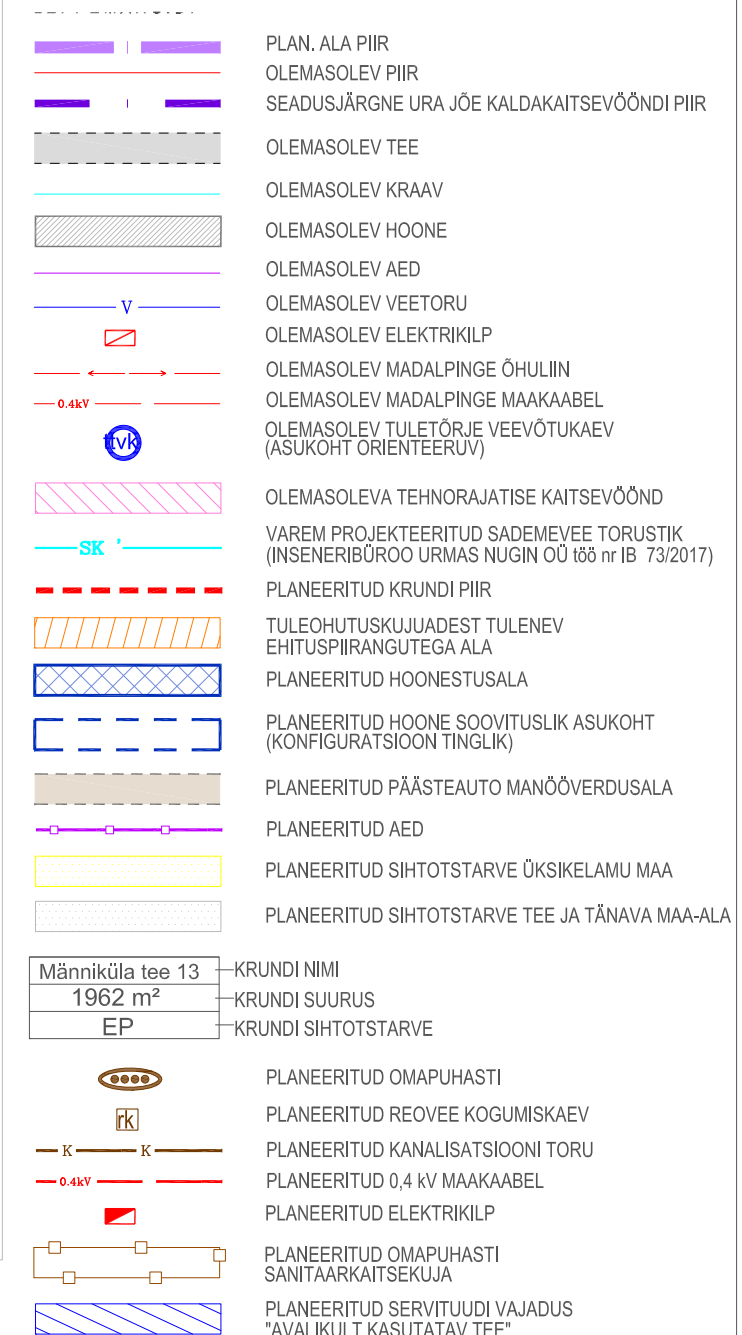 PLAN. ALA PIIR
OLEMASOLEV PIIR
SEADUSJÄRGNE URA JÕE KALDAKAITSEVÖÖNDI PIIR
OLEMASOLEV TEE
OLEMASOLEV KRAAV
OLEMASOLEV HOONE
OLEMASOLEV AED
V OLEMASOLEV VEETORU
OLEMASOLEV ELEKTRIKILP
OLEMASOLEV MADALPINGE ÕHULIIN
0.4kV OLEMASOLEV MADALPINGE MAAKAABEL
ttvk OLEMASOLEV TULETÕRJE VEEVÕTUKAEV
(ASUKOHT ORIENTEERUV)
OLEMASOLEVA TEHNORAJATISE KAITSEVÖÖND
SK ' VAREM PROJEKTEERITUD SADEMEVEE TORUSTIK
(INSENERIBÜROO URMAS NUGIN OÜ töö nr IB 73/2017)
PLANEERITUD KRUNDI PIIR
TULEOHUTUSKUJUADEST TULENEV
EHITUSPIIRANGUTEGA ALA
PLANEERITUD HOONESTUSALA
PLANEERITUD HOONE SOOVITUSLIK ASUKOHT
(KONFIGURATSIOON TINGLIK)
PLANEERITUD PÄÄSTEAUTO MANÖÖVERDUSALA
PLANEERITUD AED
PLANEERITUD SIHTOTSTARVE ÜKSIKELAMU MAA
PLANEERITUD SIHTOTSTARVE TEE JA TÄNAVA MAA-ALA
Männiküla tee 13 KRUNDI NIMI
1962 m² KRUNDI SUURUS
EP KRUNDI SIHTOTSTARVE
PLANEERITUD OMAPUHASTI
rk PLANEERITUD REOVEE KOGUMISKAEV
K K PLANEERITUD KANALISATSIOONI TORU
0.4kV PLANEERITUD 0,4 kV MAAKAABEL
PLANEERITUD ELEKTRIKILP
PLANEERITUD OMAPUHASTI
SANITAARKAITSEKUJA
PLANEERITUD SERVITUUDI VAJADUS
"AVALIKULT KASUTATAV TEE"